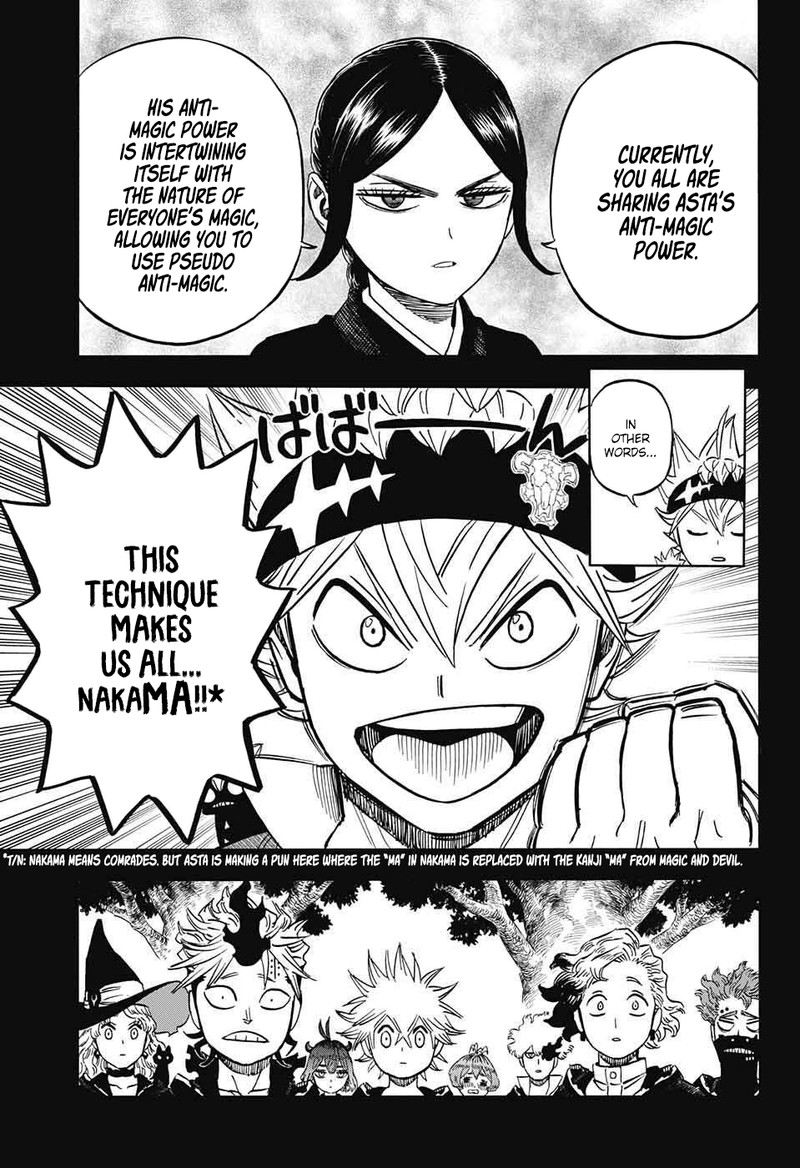 CURRENTLY,
YOU ALL ARE
SHARING ASTA'S
ANTI-MAGIC
POWER.
HIS ANTI-
MAGIC POWER
IS INTERTWINING
ITSELF WITH
THE NATURE OF
EVERYONE'S MAGIC,
ALLOWING YOU TO
USE PSEUDO
ANTI-MAGIC.
IN
OTHER
WORDS...
ばばーーん
THIS
TECHNIQUE
MAKES
US ALL...
NAKAMA!!*
*T/N: NAKAMA MEANS COMRADES. BUT ASTA IS MAKING A PUN HERE WHERE THE "MA" IN NAKAMA IS REPLACED WITH THE KANJI "MA" FROM MAGIC AND DEVIL.